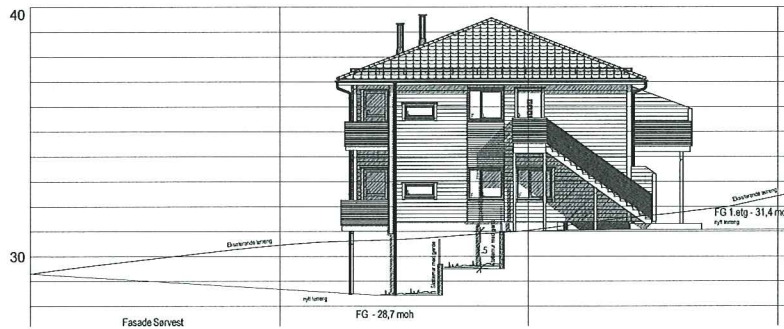 40
Eksisterende terreng
FG 1.etg - 31,4 mo
nytt terreng
Eksisterende terreng
30
nytt terreng
FG - 28,7 moh
Fasade Sørvest